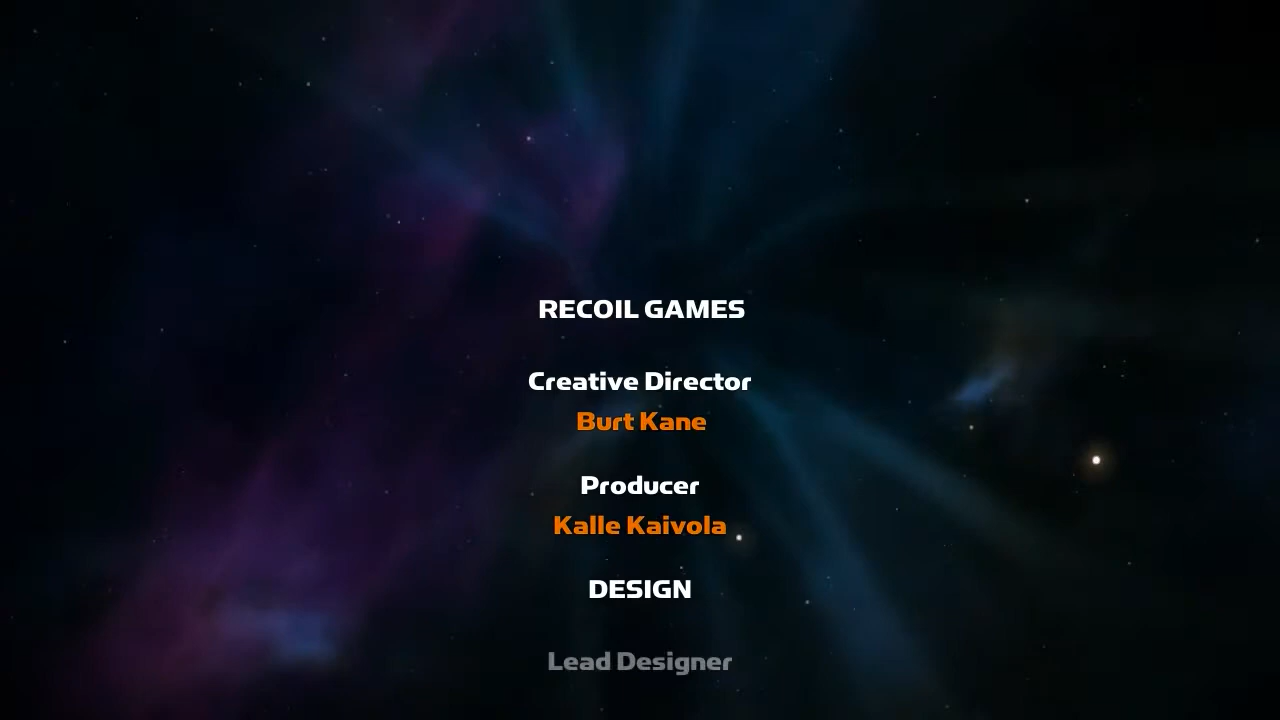 RECOIL GAMES
Creative Director
Burt Kane
Producer
Kalle Kaivola
DESIGN
Lead Designer